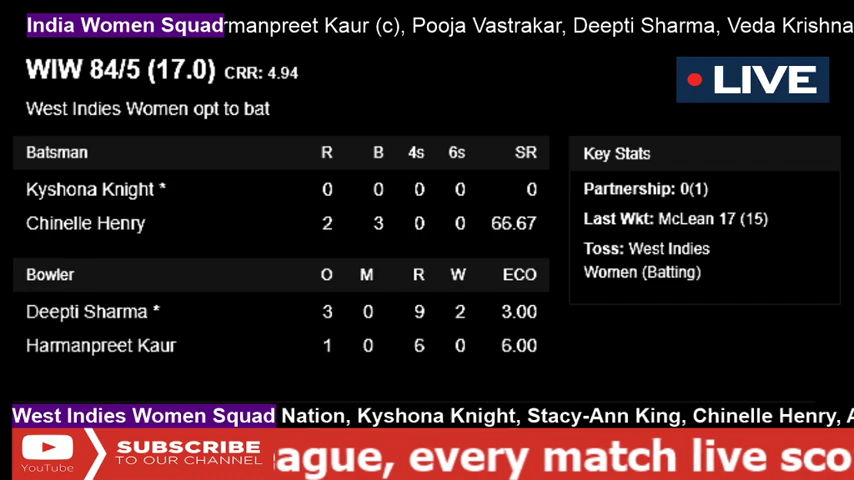 India Women Squad rmanpreet Kaur (c), Pooja Vastrakar, Deepti Sharma, Veda Krishna
WIW 84/5 (17.0) CRR: 4.94
LIVE
West Indies Women opt to bat
Batsman R B 4s 6s SR
Kyshona Knight * 0 0 0 0 0
Chinelle Henry 2 3 0 0 66.67
Bowler O M R W ECO
Deepti Sharma * 3 0 9 2 3.00
Harmanpreet Kaur 1 0 6 0 6.00
Key Stats
Partnership: 0(1)
Last Wkt: McLean 17 (15)
Toss: West Indies
Women (Batting)
West Indies Women Squad Nation, Kyshona Knight, Stacy-Ann King, Chinelle Henry, A
YouTube
SUBSCRIBE
TO OUR CHANNEL
ague, every match live sco